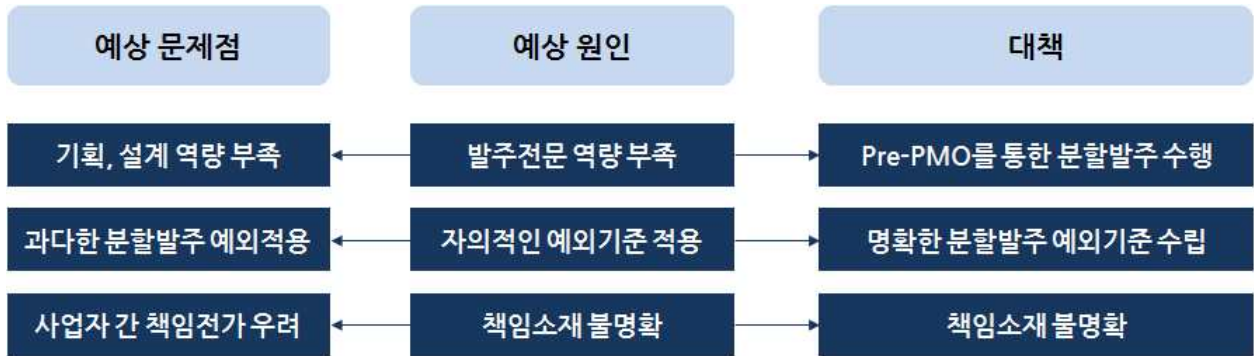 예상 문제점 예상 원인 대책
기획, 설계 역량 부족 발주전문 역량 부족 Pre-PMO를 통한 분할발주 수행
과다한 분할발주 예외적용 자의적인 예외기준 적용 명확한 분할발주 예외기준 수립
사업자 간 책임전가 우려 책임소재 불명확 책임소재 불명확